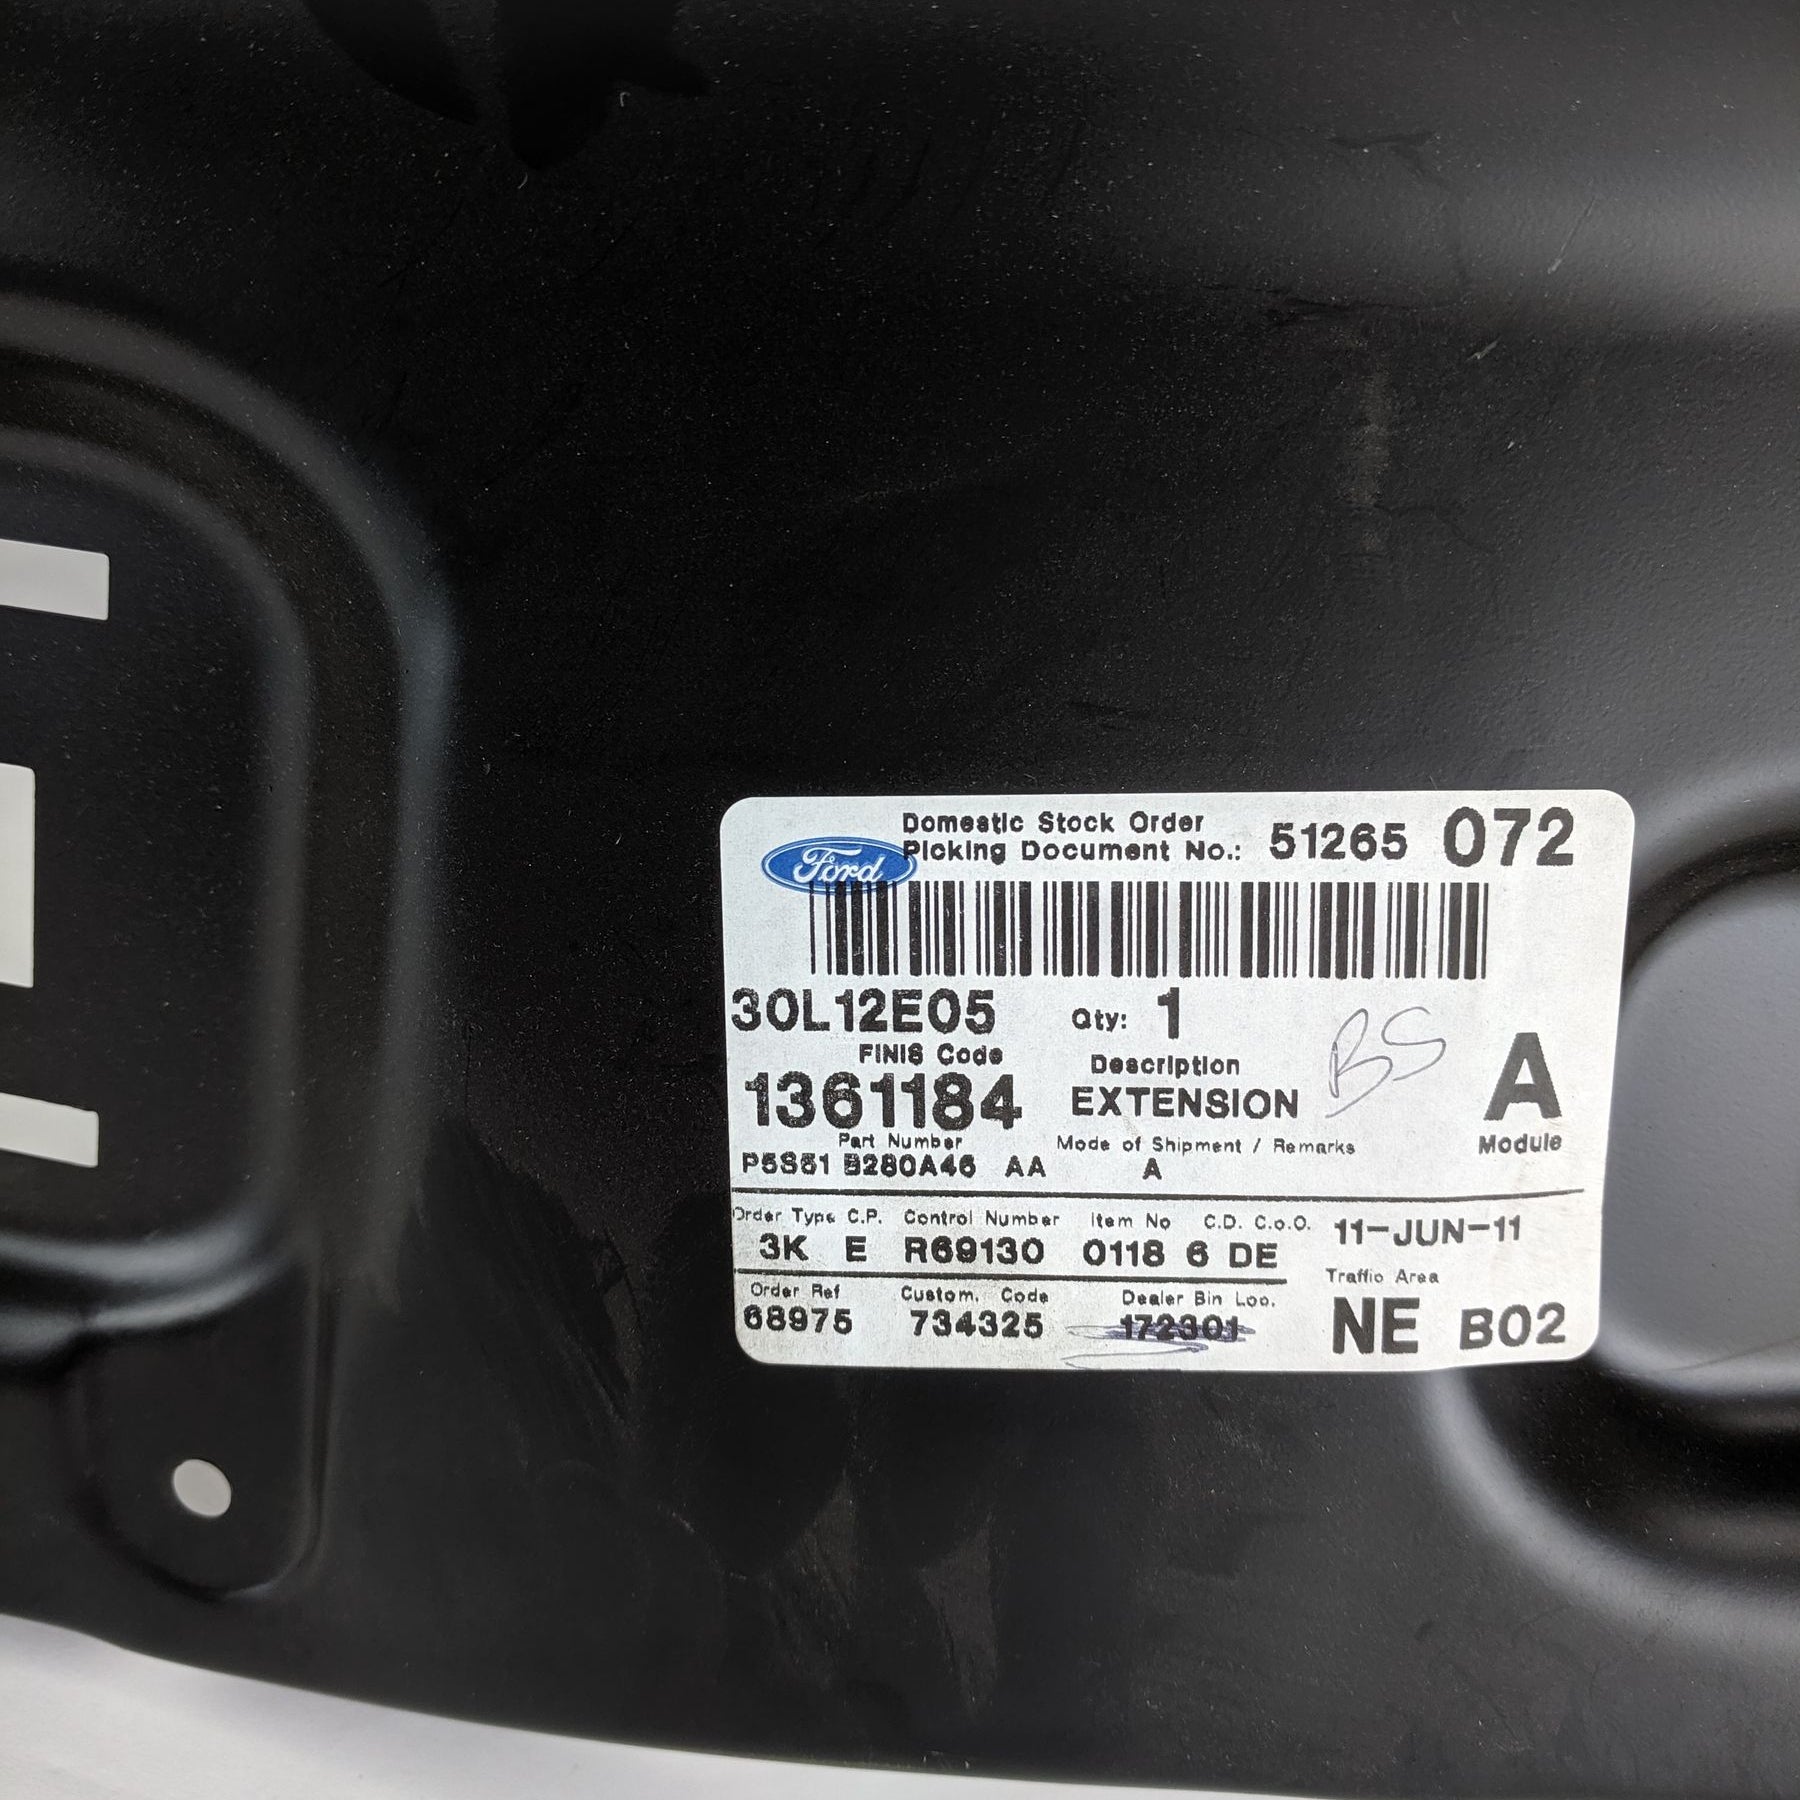 Domestic Stock Order
Ford
Picking Document No.: 51265 072
30L12E05 Qty: 1
BS
FINIS Code Description
1361184 EXTENSION A
Part Number Mode of Shipment / Remarks Module
P5S61 B280A46 AA A
Order Type C.P. Control Number Item No C.D. C.o.O. 11-JUN-11
3K E R69130 0118 6 DE
Traffic Area
Order Ref Custom. Code Dealer Bin Loc.
68975 734325 172301 NE B02